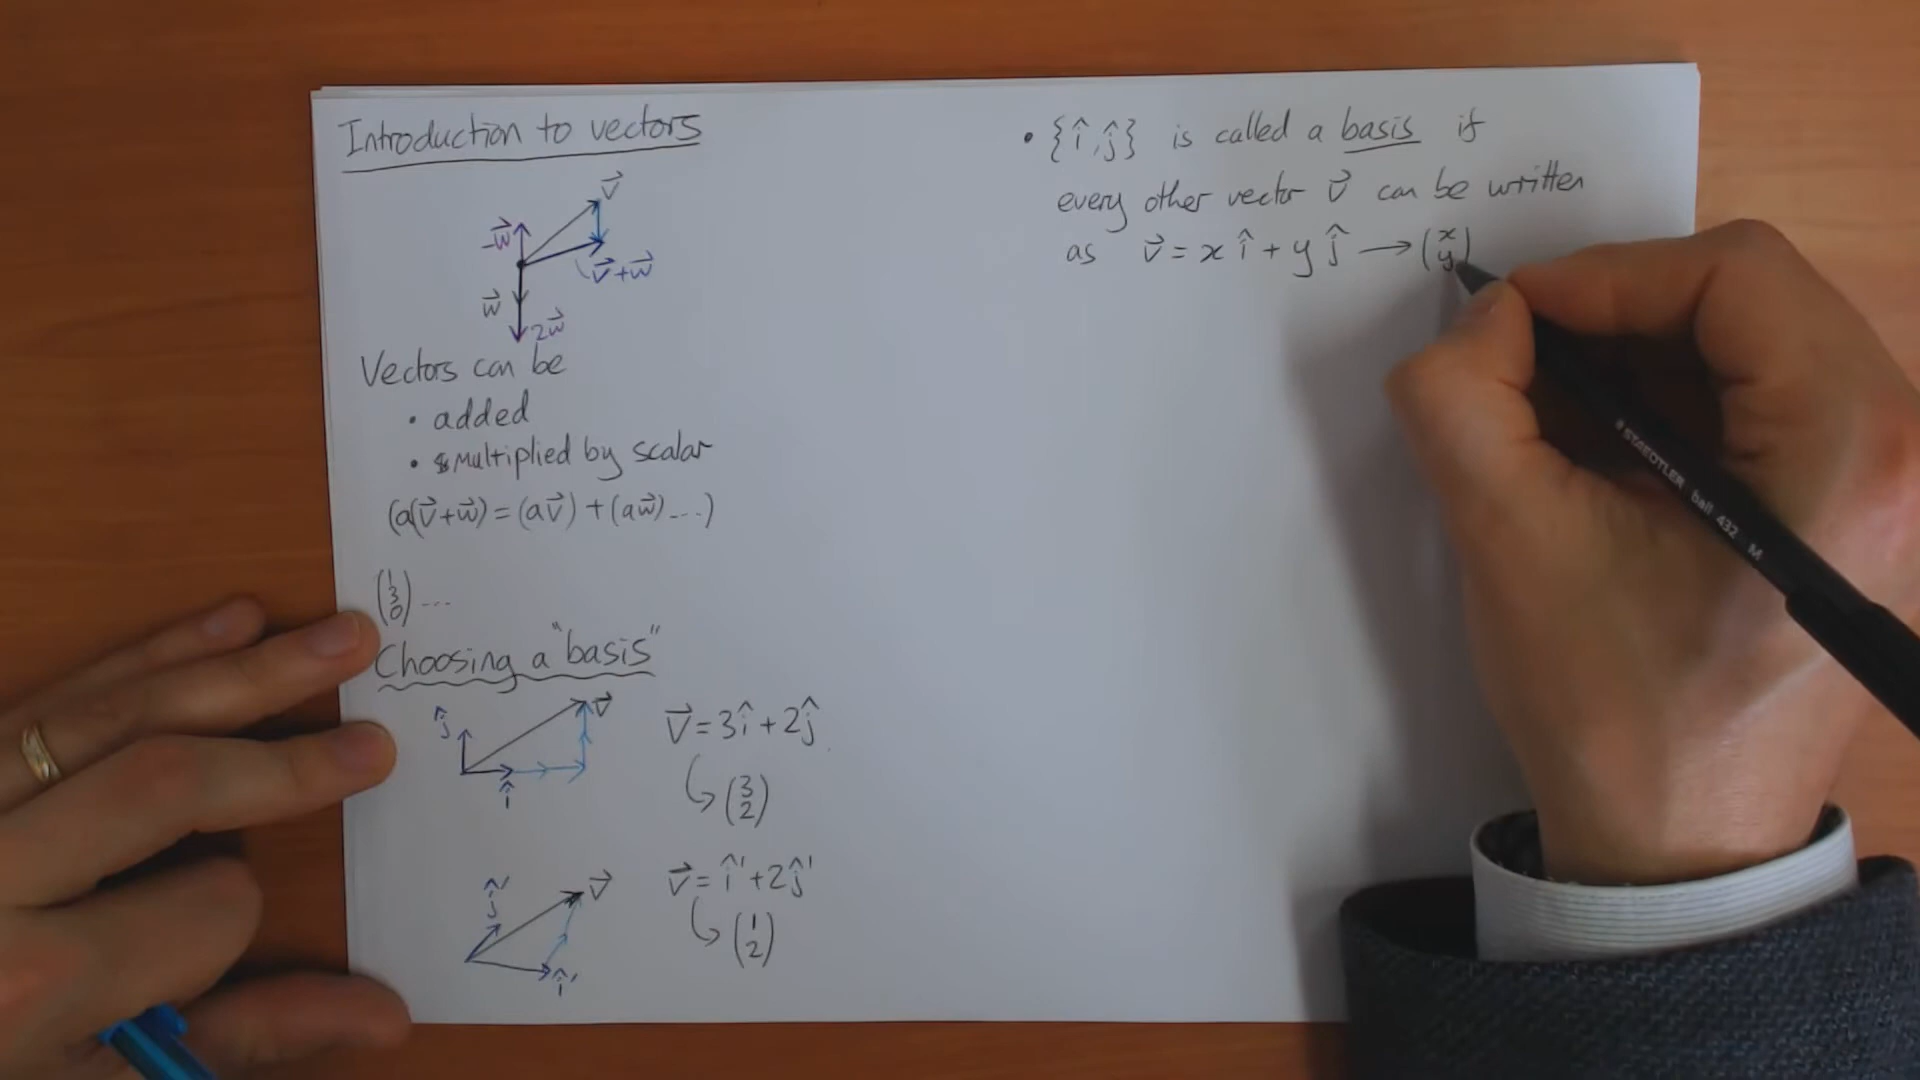 Introduction to vectors
v⃗
-w⃗
v⃗+w⃗
w⃗
2w⃗
Vectors can be
• added
• multiplied by scalar
(a(v⃗+w⃗) = (av⃗) + (aw⃗)...)
(1 3 0) ...
Choosing a "basis"
ĵ
v⃗
î
v⃗ = 3î + 2ĵ
(3 2)
ĵ'
v⃗
î'
v⃗ = î' + 2ĵ'
(1 2)
• {î, ĵ} is called a basis if
every other vector v⃗ can be written
as v⃗ = x î + y ĵ → (x y)
STAEDTLER ball 432 M